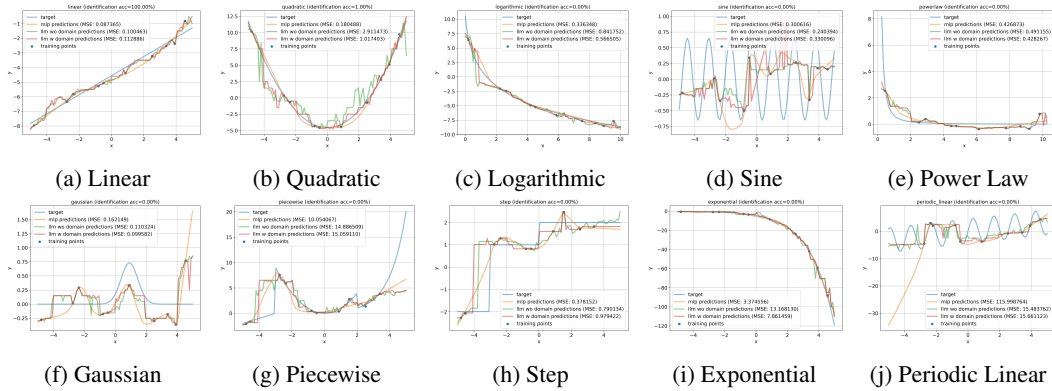 linear (identification acc=100.00%)
target
mlp predictions (MSE: 0.087365)
llm wo domain predictions (MSE: 0.100463)
llm w domain predictions (MSE: 0.112886)
training points
(a) Linear
quadratic (identification acc=1.00%)
target
mlp predictions (MSE: 0.180488)
llm wo domain predictions (MSE: 2.911473)
llm w domain predictions (MSE: 1.017403)
training points
(b) Quadratic
logarithmic (identification acc=0.00%)
target
mlp predictions (MSE: 0.336348)
llm wo domain predictions (MSE: 0.841752)
llm w domain predictions (MSE: 0.566505)
training points
(c) Logarithmic
sine (identification acc=0.00%)
target
mlp predictions (MSE: 0.300616)
llm wo domain predictions (MSE: 0.240394)
llm w domain predictions (MSE: 0.330096)
training points
(d) Sine
powerlaw (identification acc=0.00%)
target
mlp predictions (MSE: 0.426873)
llm wo domain predictions (MSE: 0.491155)
llm w domain predictions (MSE: 0.428267)
training points
(e) Power Law
gaussian (identification acc=0.00%)
target
mlp predictions (MSE: 0.162149)
llm wo domain predictions (MSE: 0.110324)
llm w domain predictions (MSE: 0.099582)
training points
(f) Gaussian
piecewise (identification acc=0.00%)
target
mlp predictions (MSE: 10.054067)
llm wo domain predictions (MSE: 14.886509)
llm w domain predictions (MSE: 15.059110)
training points
(g) Piecewise
step (identification acc=0.00%)
target
mlp predictions (MSE: 0.378152)
llm wo domain predictions (MSE: 0.790134)
llm w domain predictions (MSE: 0.979422)
training points
(h) Step
exponential (identification acc=0.00%)
target
mlp predictions (MSE: 3.374556)
llm wo domain predictions (MSE: 13.168130)
llm w domain predictions (MSE: 7.861459)
training points
(i) Exponential
periodic_linear (identification acc=0.00%)
target
mlp predictions (MSE: 115.998764)
llm wo domain predictions (MSE: 15.483762)
llm w domain predictions (MSE: 15.661123)
training points
(j) Periodic Linear